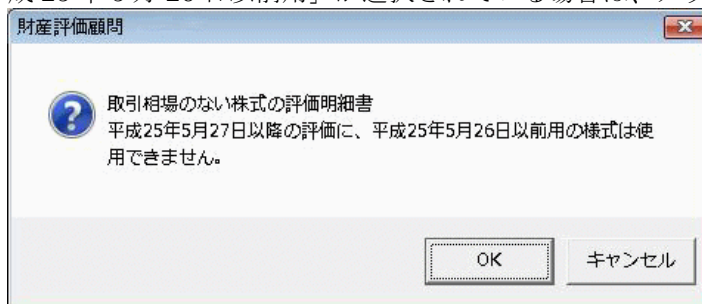 財産評価顧問
取引相場のない株式の評価明細書
平成25年5月27日以降の評価に、平成25年5月26日以前用の様式は使
用できません。
OK
キャンセル